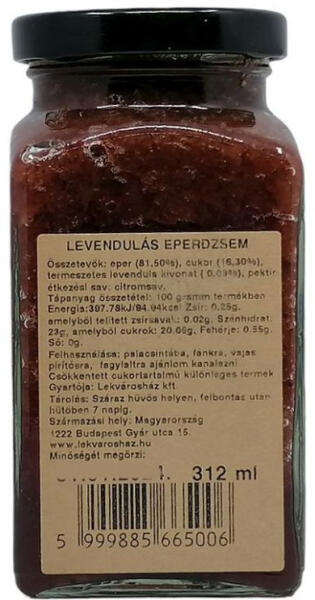 LEVENDULÁS EPERDZSEM
Összetevők: eper (81,50%), cukor (16,30%),
természetes levendula kivonat ( 0,03%), pektin
étkezési sav: citromsav.
Tápanyag összetétel: 100 gramm termékben
Energia:397.78kJ/94.04kcal Zsír: 0.25g,
amelyből telített zsírsavak: 0.02g, Szénhidrát:
23g, amelyből cukrok: 20.06g, Fehérje: 0.55g,
Só: 0g.
Felhasználása: palacsintába, fánkra, vajas
pirítósra, fagylaltra ajánlom kanalazni.
Csökkentett cukortartalmú különleges termék
Gyártója: Lekvárosház kft.
Tárolás: Száraz hűvös helyen, felbontás után
hűtőben 7 napig.
Származási hely: Magyarország
1222 Budapest Gyár utca 15.
www.lekvaroshaz.hu
Minőségét megőrzi:
312 ml
5 999885 665006